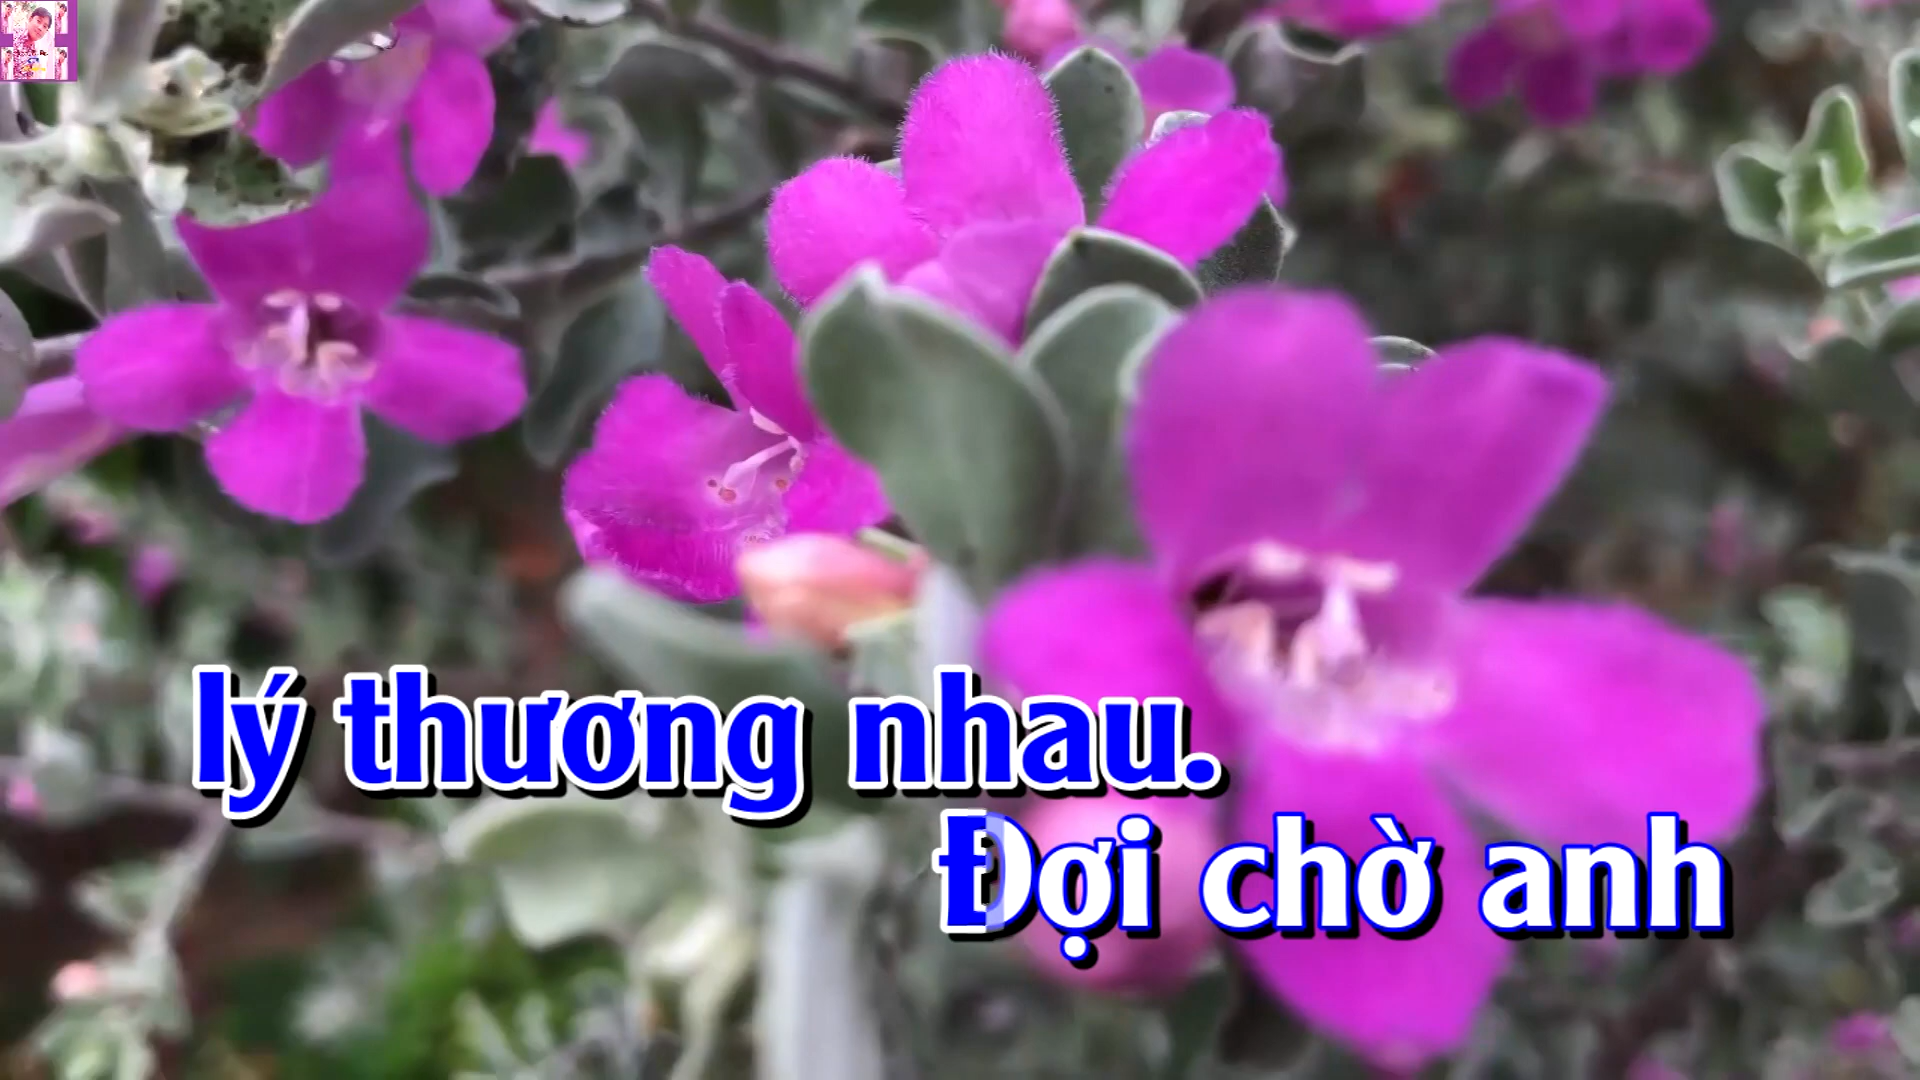 lý thương nhau.
Đợi chờ anh